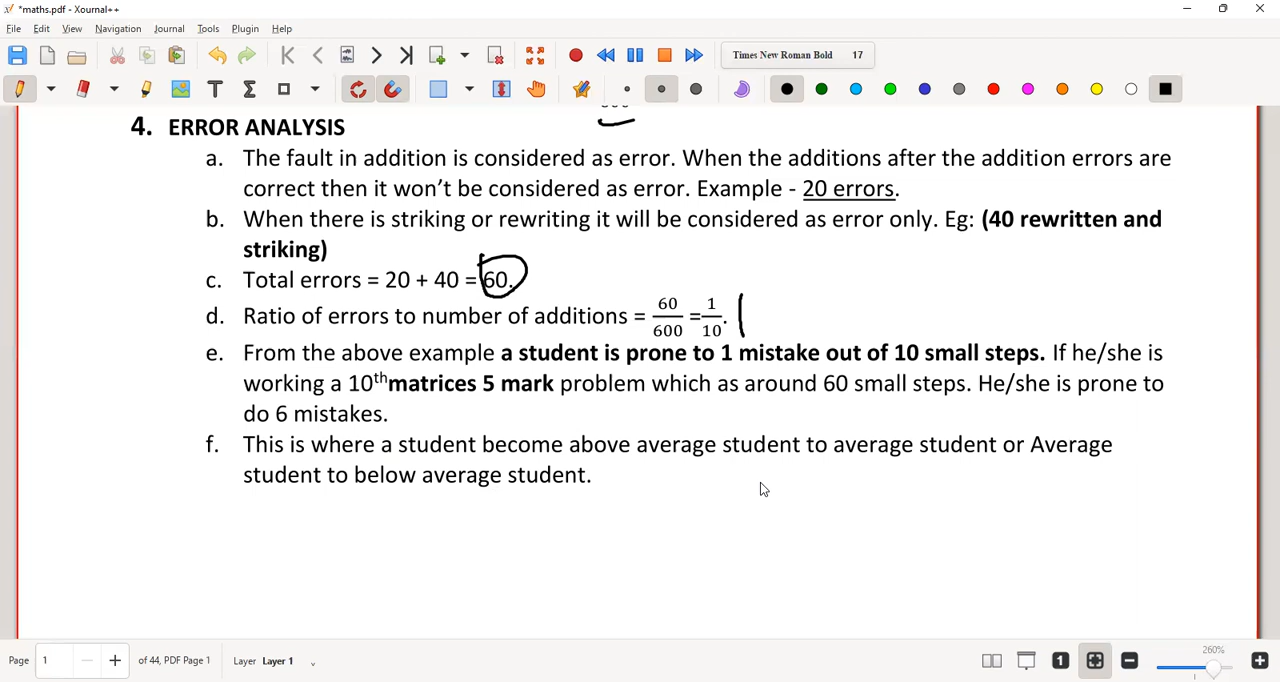 *maths.pdf - Xournal++
File Edit View Navigation Journal Tools Plugin Help
Times New Roman Bold 17
4. ERROR ANALYSIS
a. The fault in addition is considered as error. When the additions after the addition errors are
correct then it won’t be considered as error. Example - 20 errors.
b. When there is striking or rewriting it will be considered as error only. Eg: (40 rewritten and
striking)
c. Total errors = 20 + 40 = 60.
d. Ratio of errors to number of additions = 60/600 = 1/10.
e. From the above example a student is prone to 1 mistake out of 10 small steps. If he/she is
working a 10th matrices 5 mark problem which as around 60 small steps. He/she is prone to
do 6 mistakes.
f. This is where a student become above average student to average student or Average
student to below average student.
Page 1 of 44, PDF Page 1 Layer Layer 1 1 260%